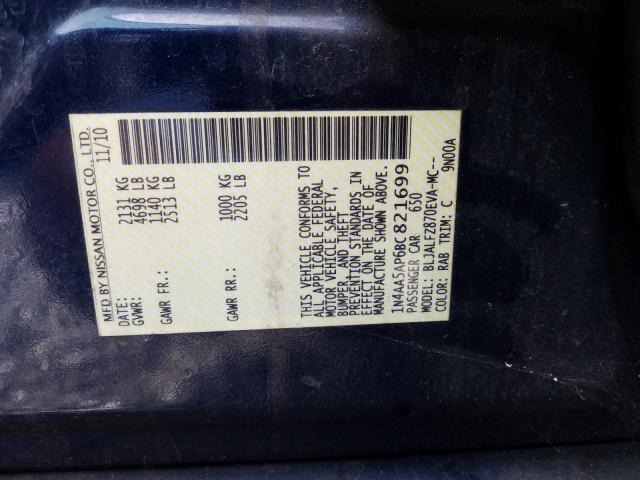 MFD BY NISSAN MOTOR CO., LTD.
11/10
DATE:
GVWR: 2131 KG
4698 LB
GAWR FR.: 1140 KG
2513 LB
GAWR RR.: 1000 KG
2205 LB
THIS VEHICLE CONFORMS TO
ALL APPLICABLE FEDERAL
MOTOR VEHICLE SAFETY,
BUMPER, AND THEFT
PREVENTION STANDARDS IN
EFFECT ON THE DATE OF
MANUFACTURE SHOWN ABOVE.
1N4AA5AP6BC821699
PASSENGER CAR 650
MODEL: BLJALFZ870EVA-MC--
COLOR: RAB TRIM: C 9N00A